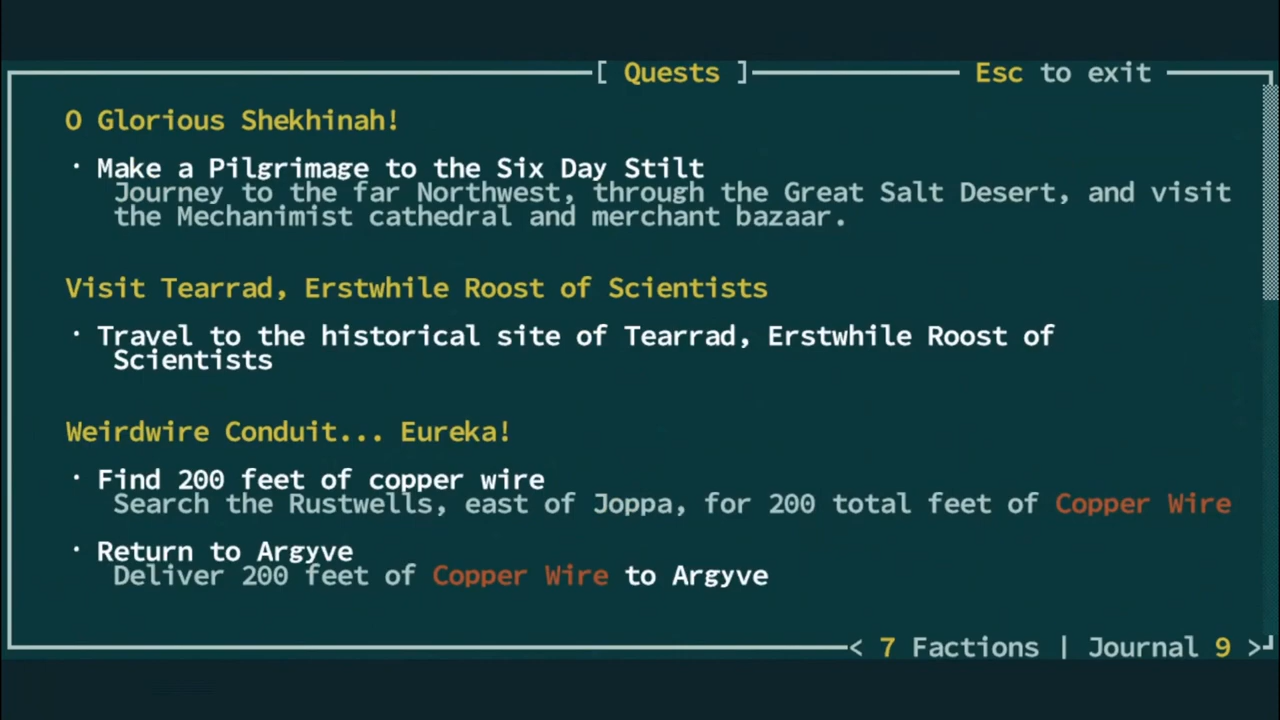 [ Quests ] Esc to exit
O Glorious Shekhinah!
· Make a Pilgrimage to the Six Day Stilt
Journey to the far Northwest, through the Great Salt Desert, and visit
the Mechanimist cathedral and merchant bazaar.
Visit Tearrad, Erstwhile Roost of Scientists
· Travel to the historical site of Tearrad, Erstwhile Roost of
Scientists
Weirdwire Conduit... Eureka!
· Find 200 feet of copper wire
Search the Rustwells, east of Joppa, for 200 total feet of Copper Wire
· Return to Argyve
Deliver 200 feet of Copper Wire to Argyve
< 7 Factions | Journal 9 >